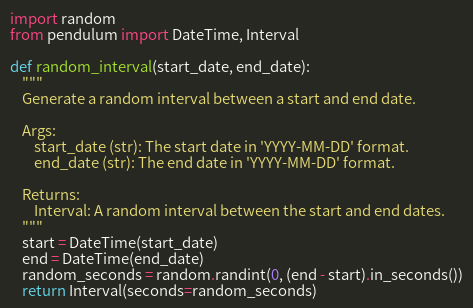 import random
from pendulum import DateTime, Interval

def random_interval(start_date, end_date):
    """
    Generate a random interval between a start and end date.

    Args:
        start_date (str): The start date in 'YYYY-MM-DD' format.
        end_date (str): The end date in 'YYYY-MM-DD' format.

    Returns:
        Interval: A random interval between the start and end dates.
    """
    start = DateTime(start_date)
    end = DateTime(end_date)
    random_seconds = random.randint(0, (end - start).in_seconds())
    return Interval(seconds=random_seconds)